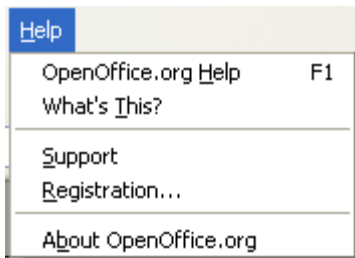 Help
OpenOffice.org Help F1
What's This?
Support
Registration...
About OpenOffice.org